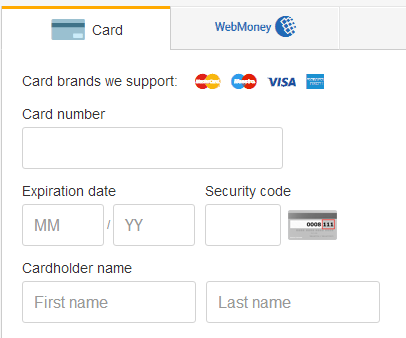 Card
WebMoney
Card brands we support:
VISA
Card number
Expiration date Security code
MM / YY
0008 111
Cardholder name
First name Last name